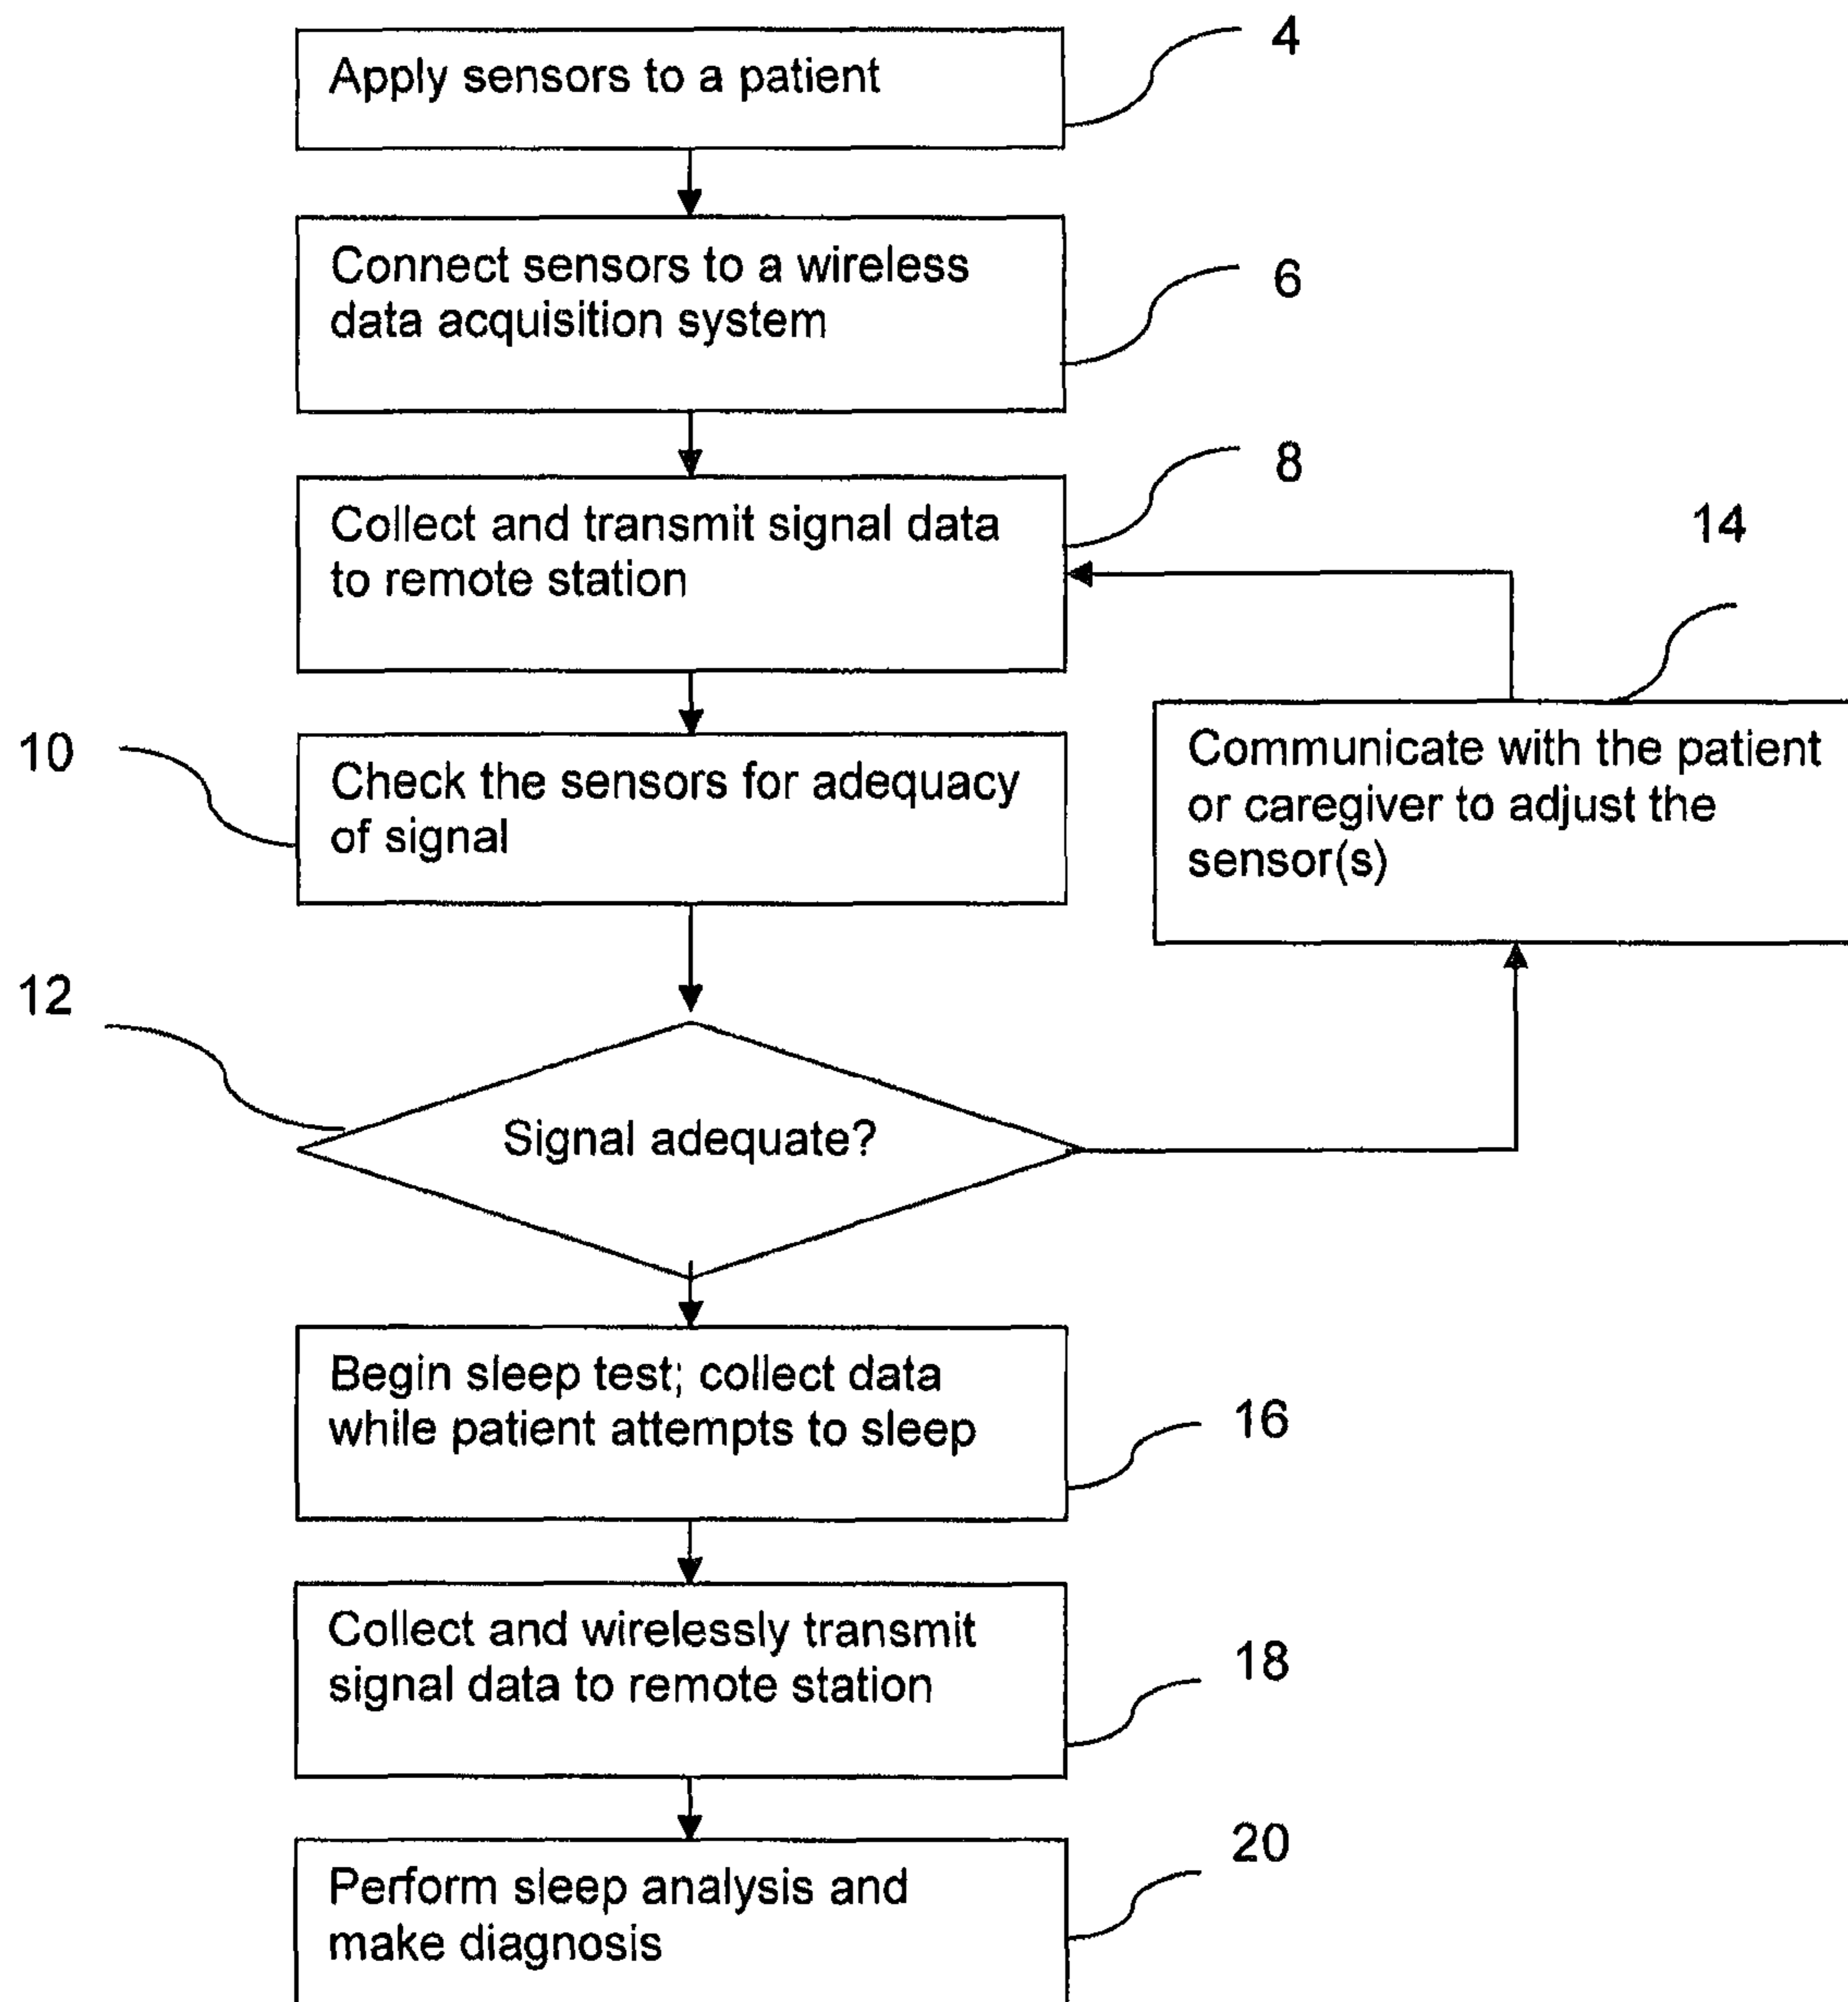 Apply sensors to a patient
4
Connect sensors to a wireless
data acquisition system
6
Collect and transmit signal data
to remote station
8
14
Communicate with the patient
or caregiver to adjust the
sensor(s)
10
Check the sensors for adequacy
of signal
12
Signal adequate?
Begin sleep test; collect data
while patient attempts to sleep
16
Collect and wirelessly transmit
signal data to remote station
18
Perform sleep analysis and
make diagnosis
20